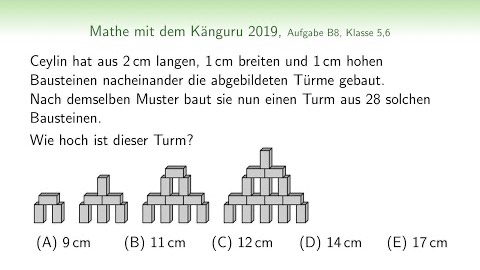 Mathe mit dem Känguru 2019, Aufgabe B8, Klasse 5,6
Ceylin hat aus 2 cm langen, 1 cm breiten und 1 cm hohen
Bausteinen nacheinander die abgebildeten Türme gebaut.
Nach demselben Muster baut sie nun einen Turm aus 28 solchen
Bausteinen.
Wie hoch ist dieser Turm?
(A) 9 cm (B) 11 cm (C) 12 cm (D) 14 cm (E) 17 cm